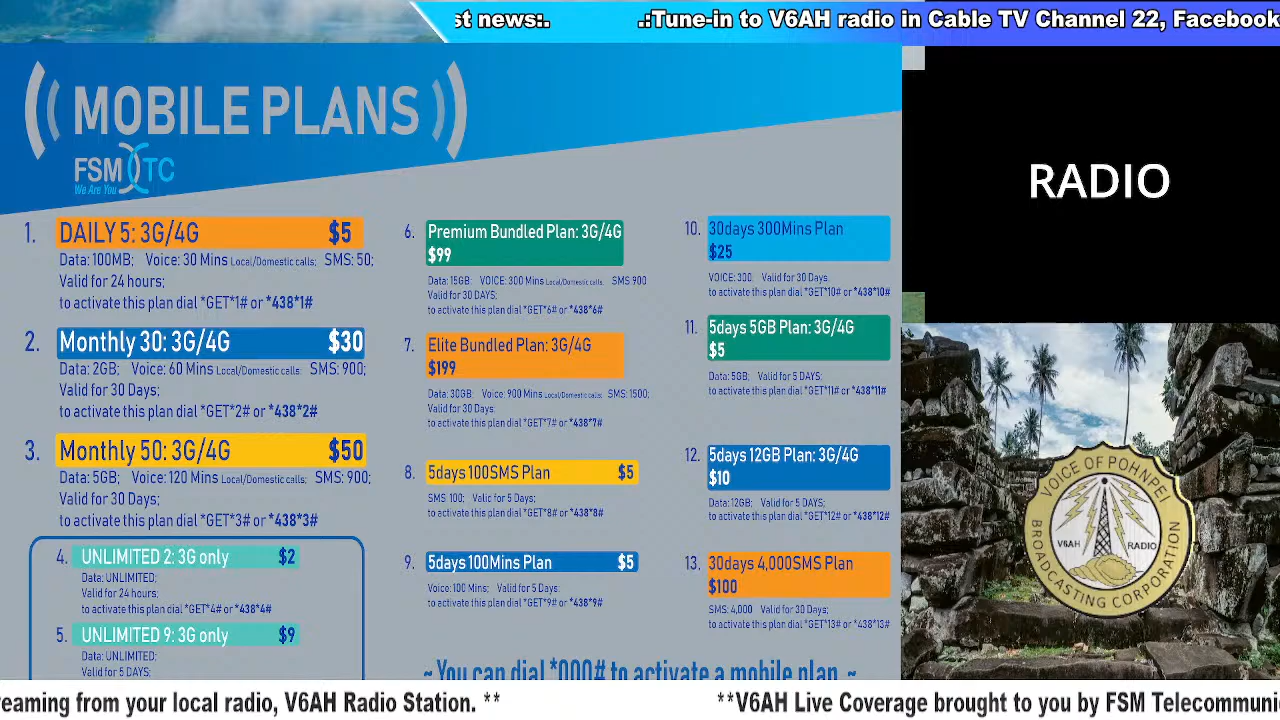 st news:.
.:Tune-in to V6AH radio in Cable TV Channel 22, Facebook
MOBILE PLANS
FSM TC
We Are You
1. DAILY 5: 3G/4G $5
Data: 100MB; Voice: 30 Mins Local/Domestic calls; SMS: 50;
Valid for 24 hours;
to activate this plan dial *GET*1# or *438*1#
2. Monthly 30: 3G/4G $30
Data: 2GB; Voice: 60 Mins Local/Domestic calls; SMS: 900;
Valid for 30 Days;
to activate this plan dial *GET*2# or *438*2#
3. Monthly 50: 3G/4G $50
Data: 5GB; Voice: 120 Mins Local/Domestic calls; SMS: 900;
Valid for 30 Days;
to activate this plan dial *GET*3# or *438*3#
4. UNLIMITED 2: 3G only $2
Data: UNLIMITED;
Valid for 24 hours;
to activate this plan dial *GET*4# or *438*4#
5. UNLIMITED 9: 3G only $9
Data: UNLIMITED;
Valid for 5 DAYS;
6. Premium Bundled Plan: 3G/4G
$99
Data: 15GB; VOICE: 300 Mins Local/Domestic calls; SMS 900
Valid for 30 DAYS;
to activate this plan dial *GET*6# or *438*6#
7. Elite Bundled Plan: 3G/4G
$199
Data: 30GB; Voice: 900 Mins Local/Domestic calls; SMS: 1500;
Valid for 30 Days;
to activate this plan dial *GET*7# or *438*7#
8. 5days 100SMS Plan $5
SMS 100; Valid for 5 Days;
to activate this plan dial *GET*8# or *438*8#
9. 5days 100Mins Plan $5
Voice: 100 Mins; Valid for 5 Days;
to activate this plan dial *GET*9# or *438*9#
10. 30days 300Mins Plan
$25
VOICE: 300 Valid for 30 Days;
to activate this plan dial *GET*10# or *438*10#
11. 5days 5GB Plan: 3G/4G
$5
Data: 5GB; Valid for 5 DAYS;
to activate this plan dial *GET*11# or *438*11#
12. 5days 12GB Plan: 3G/4G
$10
Data: 12GB; Valid for 5 DAYS;
to activate this plan dial *GET*12# or *438*12#
13. 30days 4,000SMS Plan
$100
SMS: 4,000 Valid for 30 Days;
to activate this plan dial *GET*13# or *438*13#
~ You can dial *000# to activate a mobile plan ~
RADIO
VOICE OF POHNPEI
V6AH RADIO
BROADCASTING CORPORATION
reaming from your local radio, V6AH Radio Station. **
**V6AH Live Coverage brought to you by FSM Telecommuni